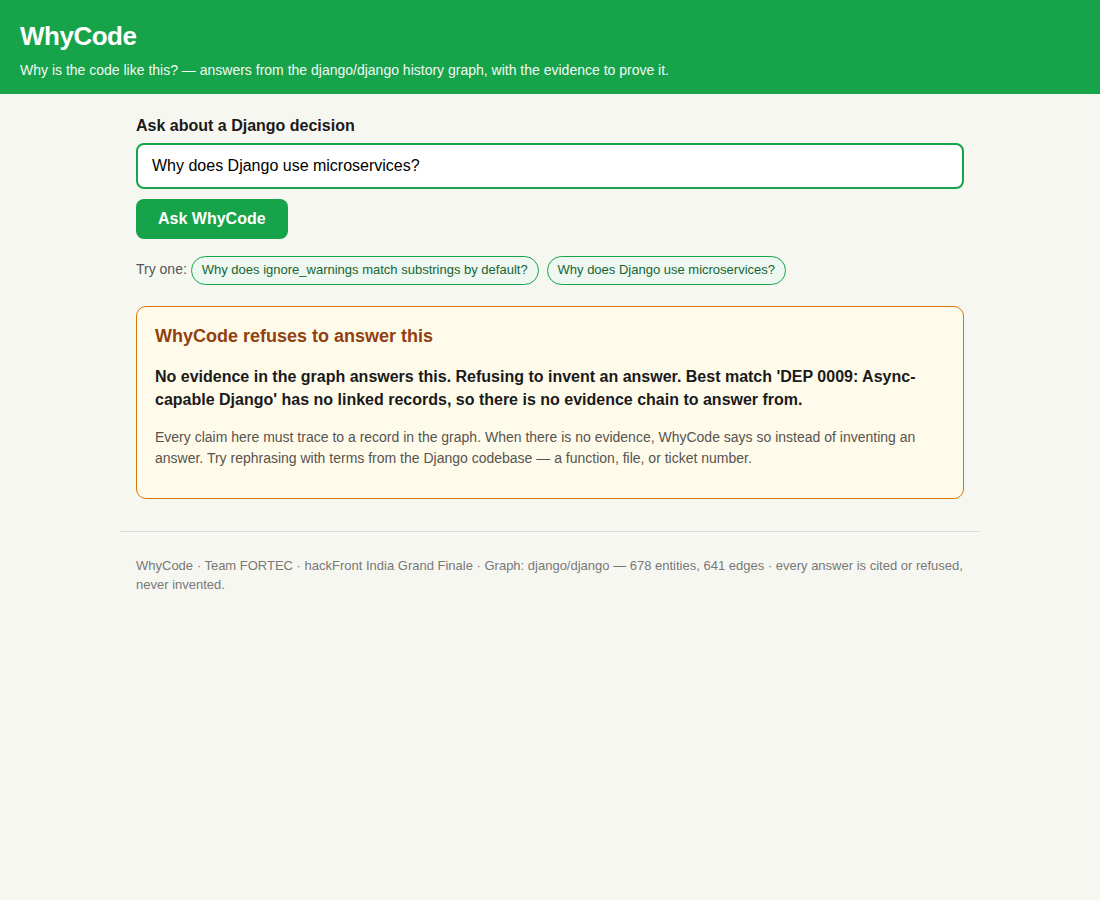 WhyCode
Why is the code like this? — answers from the django/django history graph, with the evidence to prove it.
Ask about a Django decision
Why does Django use microservices?
Ask WhyCode
Try one: Why does ignore_warnings match substrings by default? Why does Django use microservices?
WhyCode refuses to answer this
No evidence in the graph answers this. Refusing to invent an answer. Best match 'DEP 0009: Async-
capable Django' has no linked records, so there is no evidence chain to answer from.
Every claim here must trace to a record in the graph. When there is no evidence, WhyCode says so instead of inventing an
answer. Try rephrasing with terms from the Django codebase — a function, file, or ticket number.
WhyCode · Team FORTEC · hackFront India Grand Finale · Graph: django/django — 678 entities, 641 edges · every answer is cited or refused,
never invented.